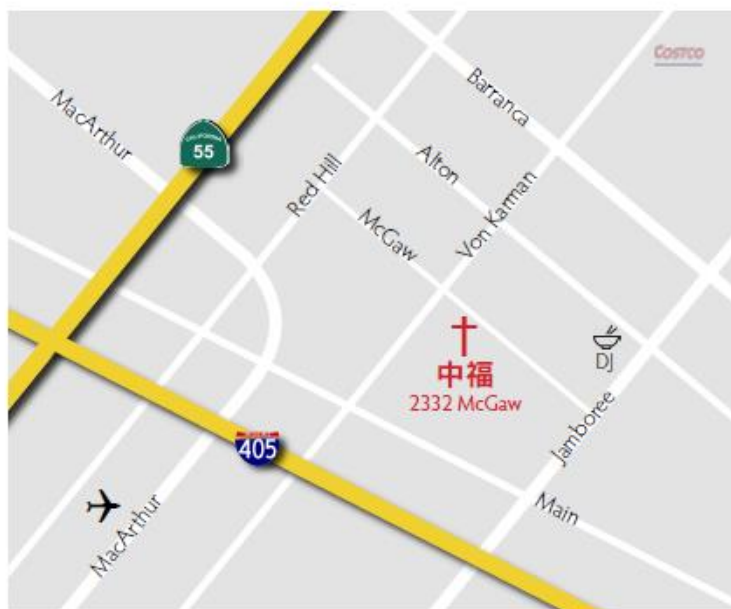 Costco
Barranca
MacArthur
CALIFORNIA
55
Alton
Red Hill
Von Karman
McGaw
中福
2332 McGaw
DJ
Jamboree
405
Main
MacArthur